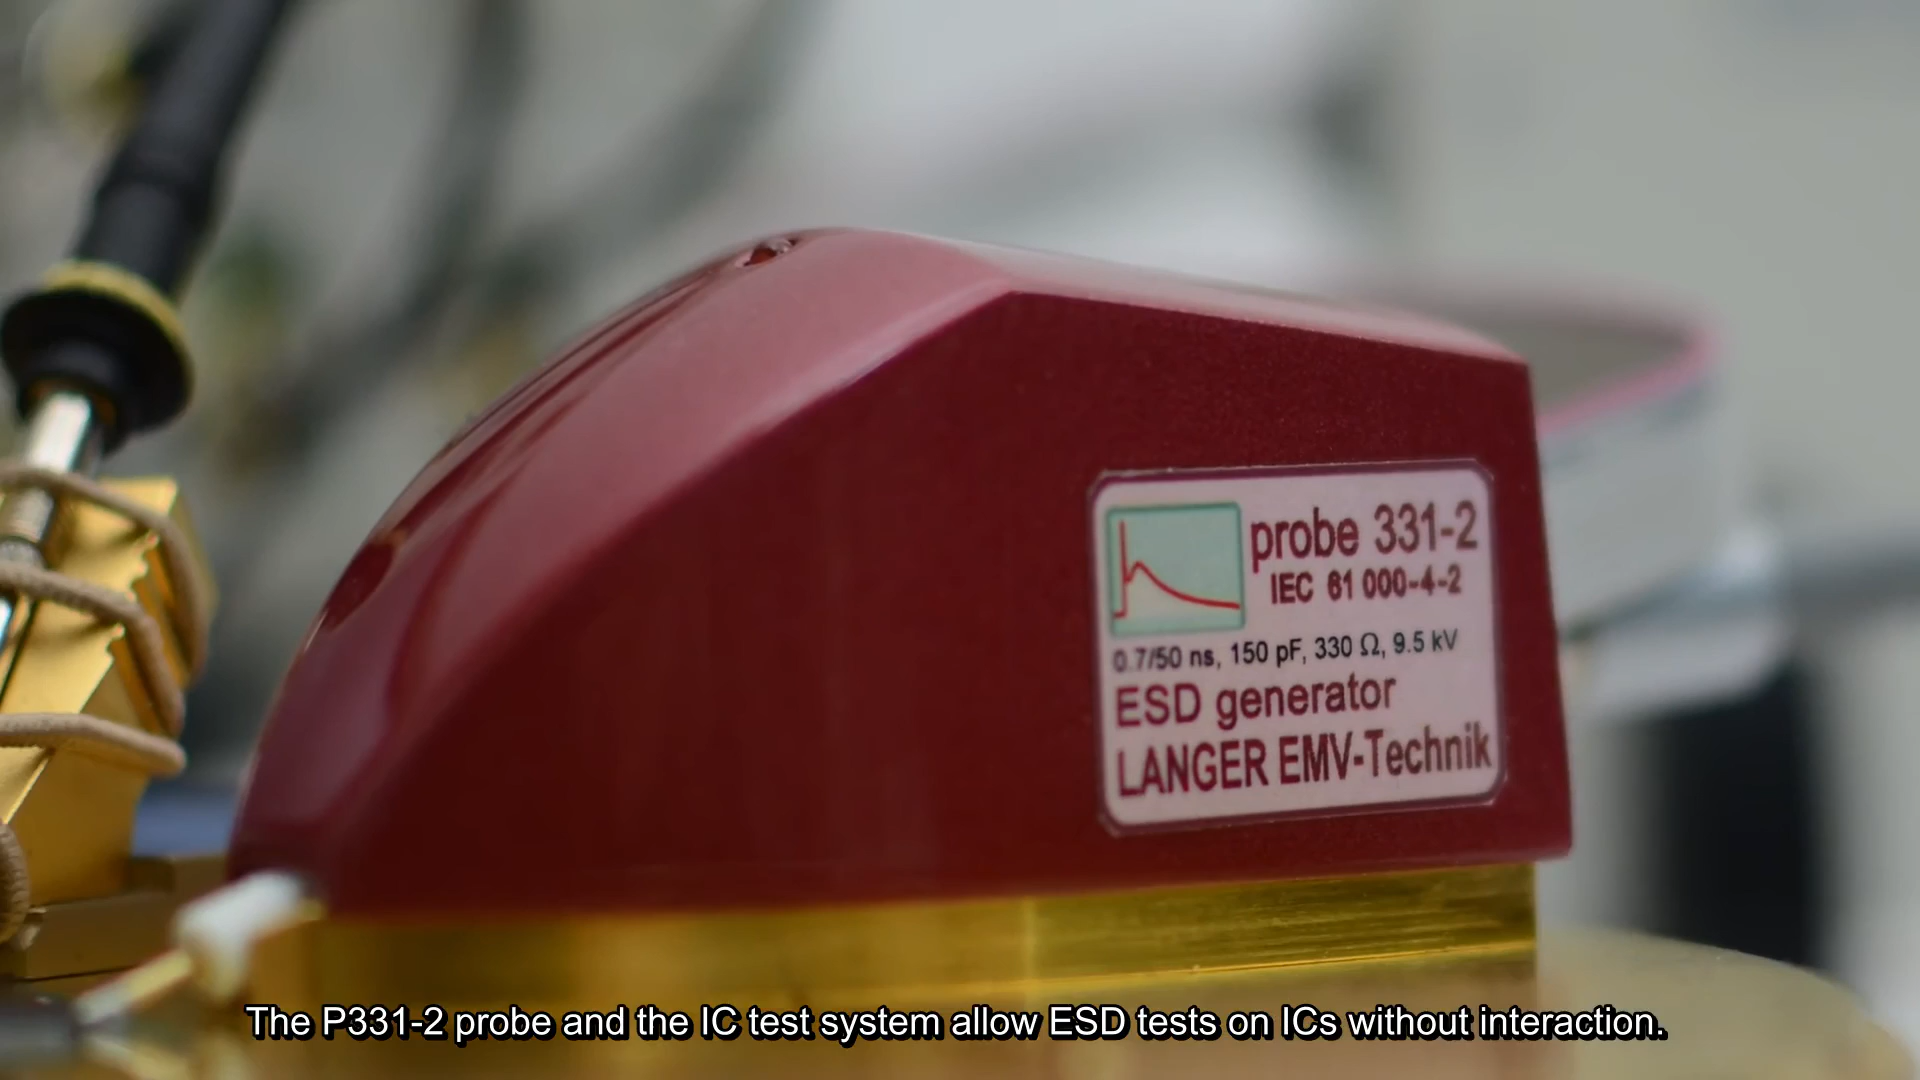 probe 331-2
IEC 61 000-4-2
0.7/50 ns, 150 pF, 330 Ω, 9.5 kV
ESD generator
LANGER EMV-Technik
The P331-2 probe and the IC test system allow ESD tests on ICs without interaction.